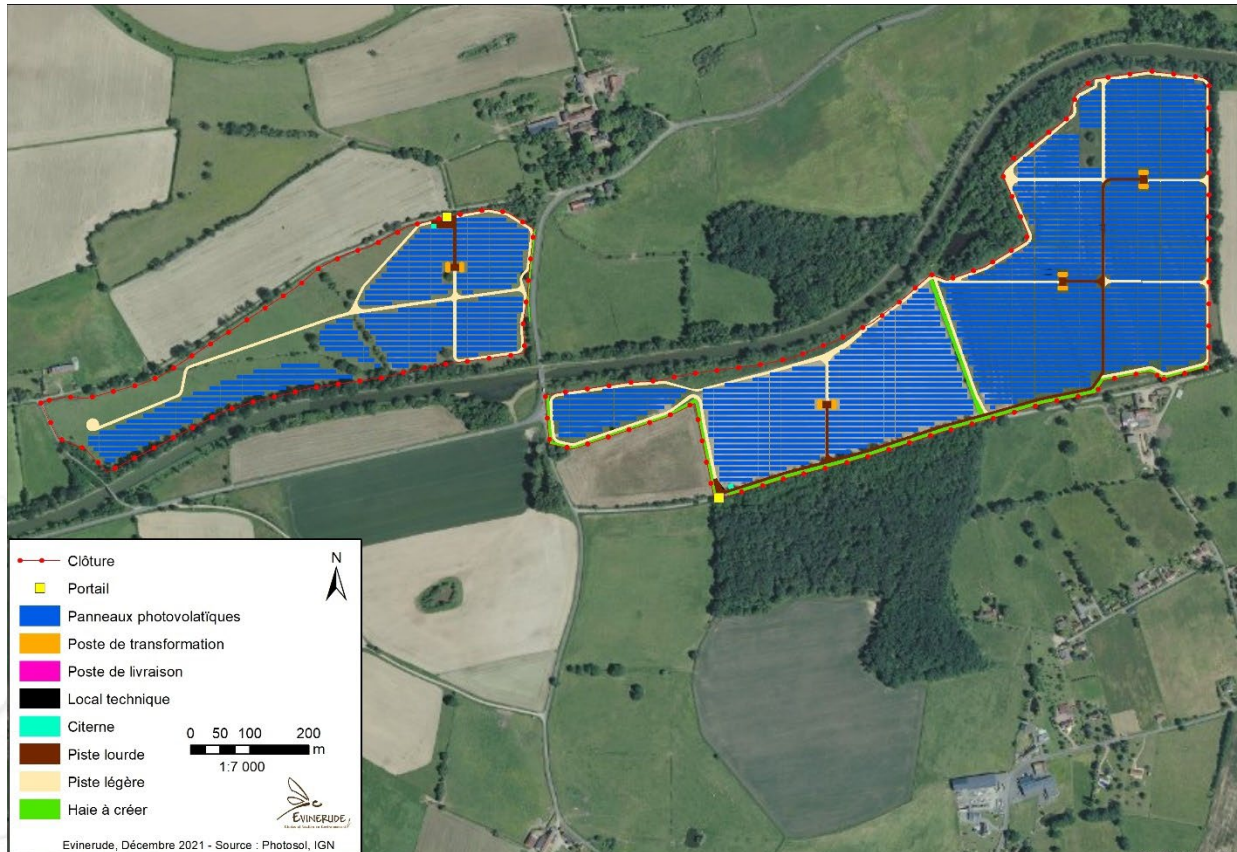 Clôture
Portail
Panneaux photovolatïques
Poste de transformation
Poste de livraison
Local technique
Citerne
Piste lourde
Piste légère
Haie à créer
N
0 50 100 200
m
1:7 000
EVINERUDE
Evinerude, Décembre 2021 - Source : Photosol, IGN